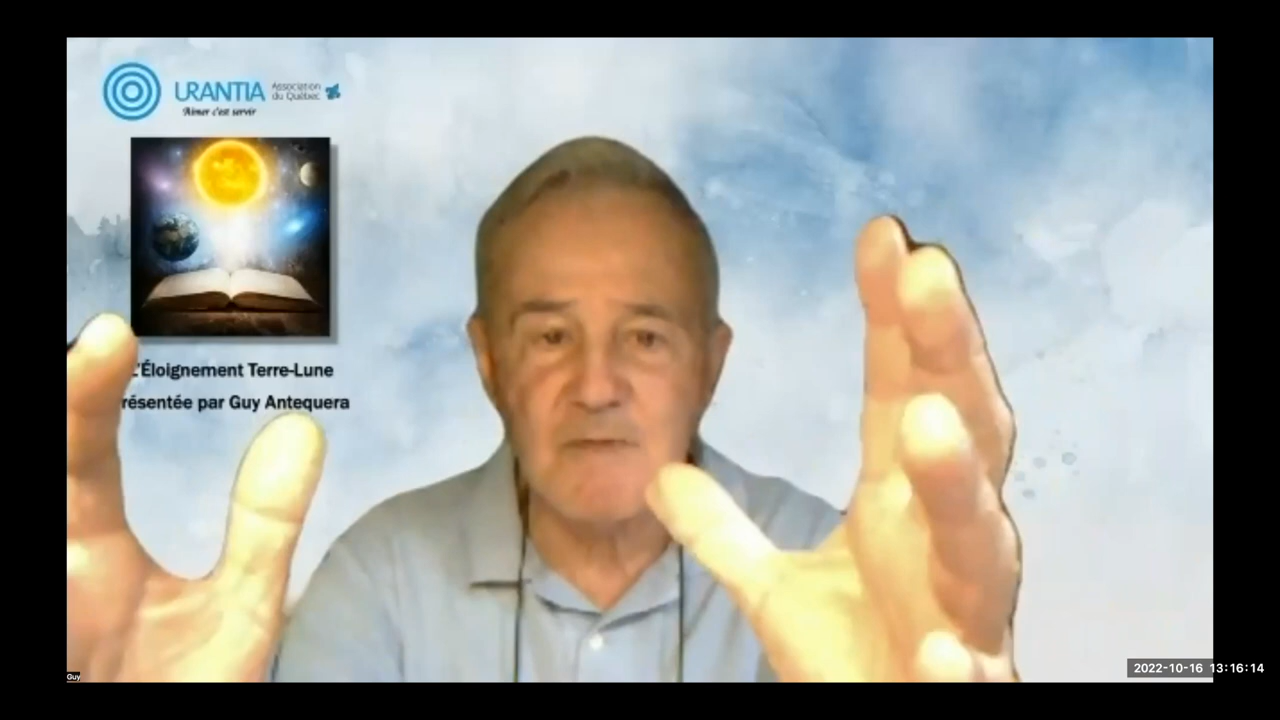 URANTIA
Association
du Québec
Aimer c'est servir
L'Éloignement Terre-Lune
résentée par Guy Antequera
Guy
2022-10-16 13:16:14